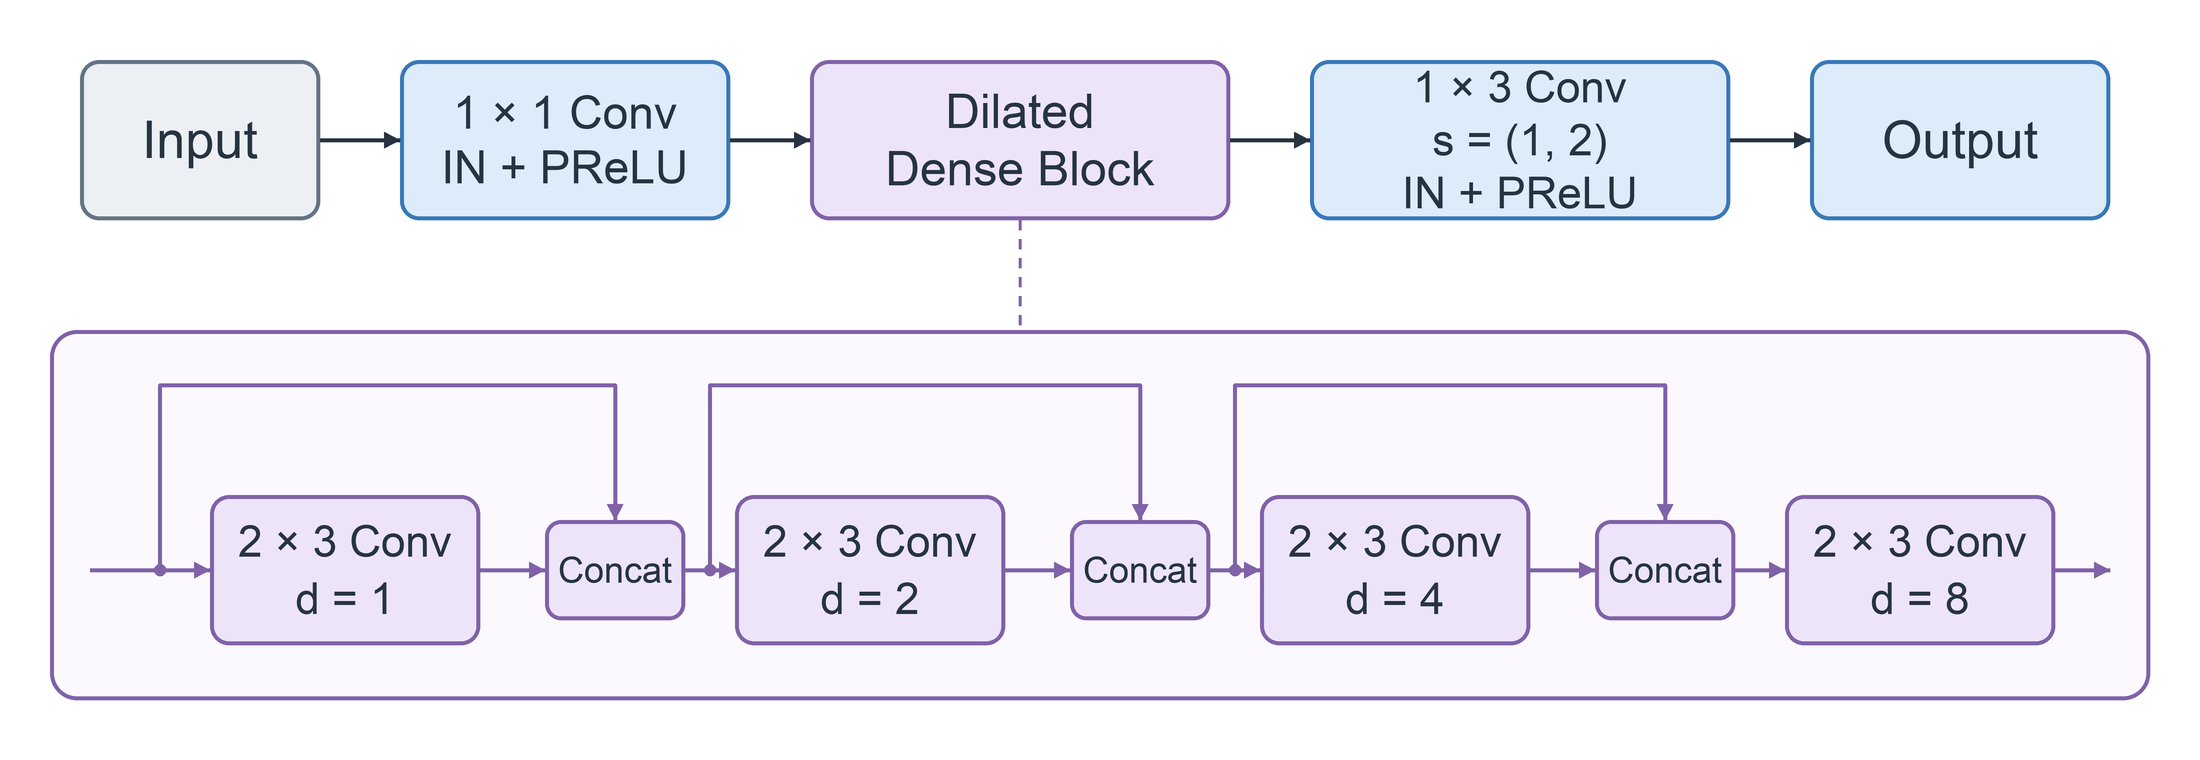 Input
1 × 1 Conv
IN + PReLU
Dilated
Dense Block
1 × 3 Conv
s = (1, 2)
IN + PReLU
Output
2 × 3 Conv
d = 1
Concat
2 × 3 Conv
d = 2
Concat
2 × 3 Conv
d = 4
Concat
2 × 3 Conv
d = 8